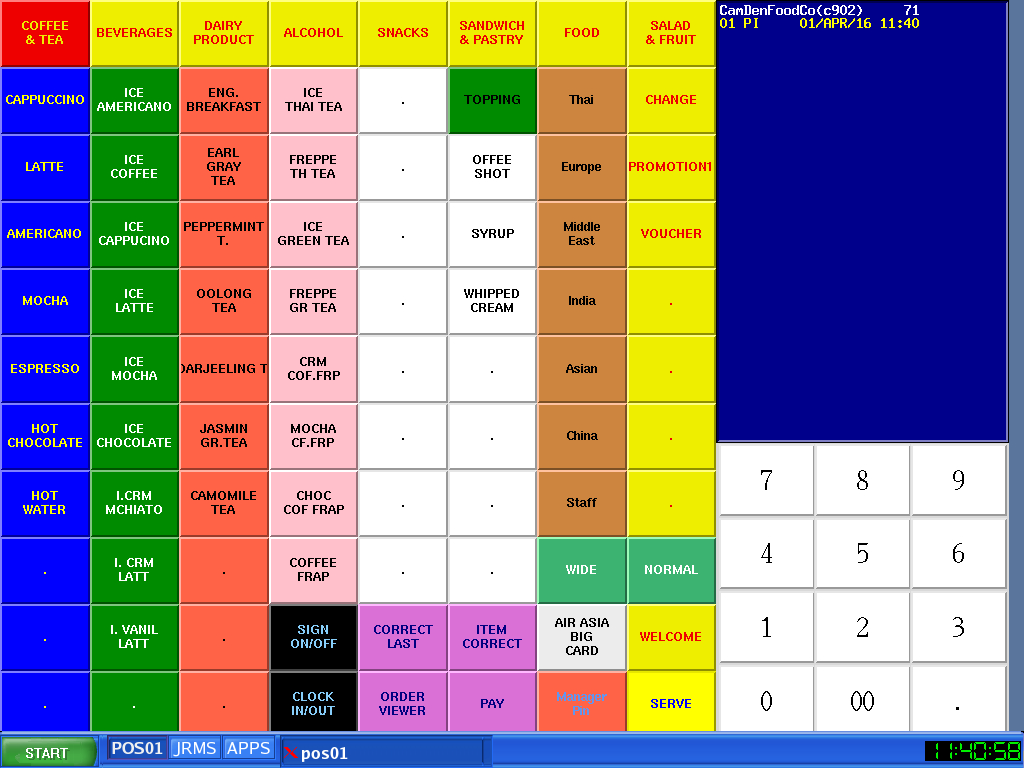 COFFEE
& TEA
BEVERAGES
DAIRY
PRODUCT
ALCOHOL
SNACKS
SANDWICH
& PASTRY
FOOD
SALAD
& FRUIT
CamDenFoodCo(c902) 71
01 PI 01/APR/16 11:40
CAPPUCCINO
ICE
AMERICANO
ENG.
BREAKFAST
ICE
THAI TEA
.
TOPPING
Thai
CHANGE
LATTE
ICE
COFFEE
EARL
GRAY
TEA
FREPPE
TH TEA
.
OFFEE
SHOT
Europe
PROMOTION1
AMERICANO
ICE
CAPPUCINO
PEPPERMINT
T.
ICE
GREEN TEA
.
SYRUP
Middle
East
VOUCHER
MOCHA
ICE
LATTE
OOLONG
TEA
FREPPE
GR TEA
.
WHIPPED
CREAM
India
.
ESPRESSO
ICE
MOCHA
DARJEELING T
CRM
COF.FRP
.
.
Asian
.
HOT
CHOCOLATE
ICE
CHOCOLATE
JASMIN
GR.TEA
MOCHA
CF.FRP
.
.
China
.
HOT
WATER
I.CRM
MCHIATO
CAMOMILE
TEA
CHOC
COF FRAP
.
.
Staff
.
.
I. CRM
LATT
.
COFFEE
FRAP
.
.
WIDE
NORMAL
.
I. VANIL
LATT
.
SIGN
ON/OFF
CORRECT
LAST
ITEM
CORRECT
AIR ASIA
BIG
CARD
WELCOME
.
.
.
CLOCK
IN/OUT
ORDER
VIEWER
PAY
Manager
Pin
SERVE
7 8 9
4 5 6
1 2 3
0 00 .
START
POS01 JRMS APPS
pos01
11:40:58